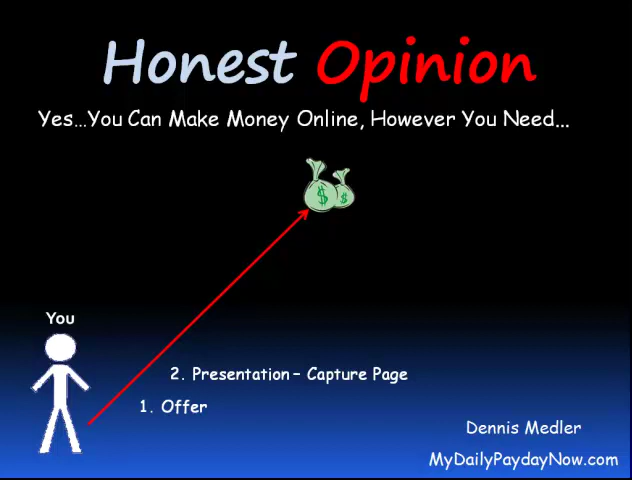 Honest Opinion
Yes...You Can Make Money Online, However You Need...
$ $
You
2. Presentation – Capture Page
1. Offer
Dennis Medler
MyDailyPaydayNow.com